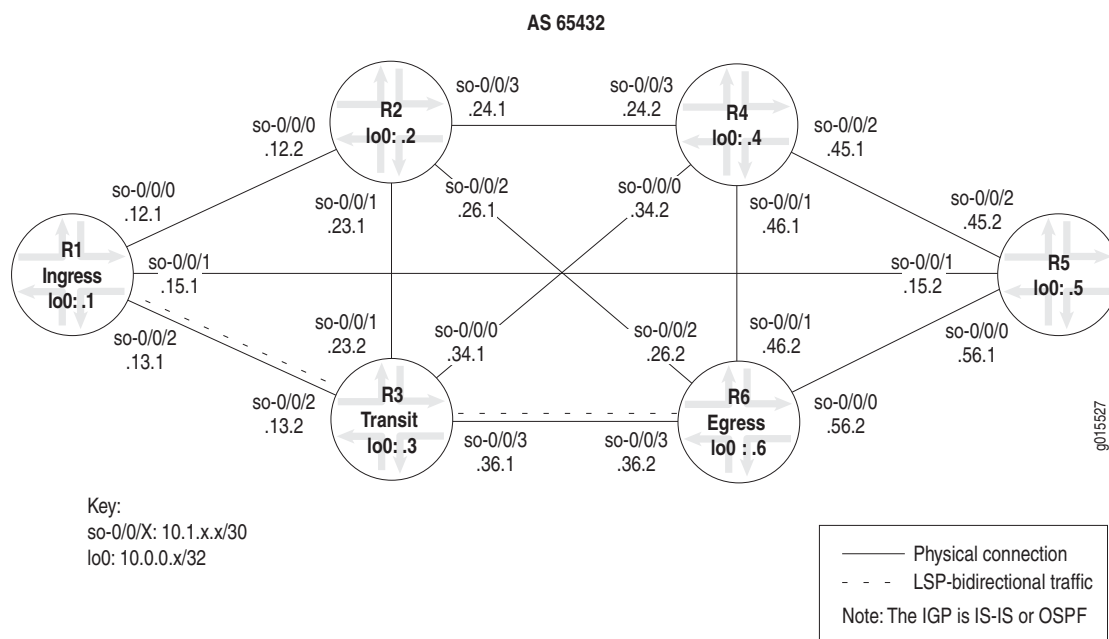 AS 65432
R2
lo0: .2
R4
lo0: .4
so-0/0/3
.24.1
so-0/0/3
.24.2
so-0/0/0
.12.2
so-0/0/2
.45.1
so-0/0/0
.12.1
so-0/0/1
.23.1
so-0/0/2
.26.1
so-0/0/0
.34.2
so-0/0/1
.46.1
so-0/0/2
.45.2
R1
Ingress
lo0: .1
so-0/0/1
.15.1
so-0/0/1
.15.2
R5
lo0: .5
so-0/0/2
.13.1
so-0/0/1
.23.2
so-0/0/0
.34.1
so-0/0/2
.26.2
so-0/0/1
.46.2
so-0/0/0
.56.1
so-0/0/2
.13.2
R3
Transit
lo0: .3
R6
Egress
lo0 : .6
so-0/0/0
.56.2
so-0/0/3
.36.1
so-0/0/3
.36.2
g015527
Key:
so-0/0/X: 10.1.x.x/30
lo0: 10.0.0.x/32
Physical connection
LSP-bidirectional traffic
Note: The IGP is IS-IS or OSPF